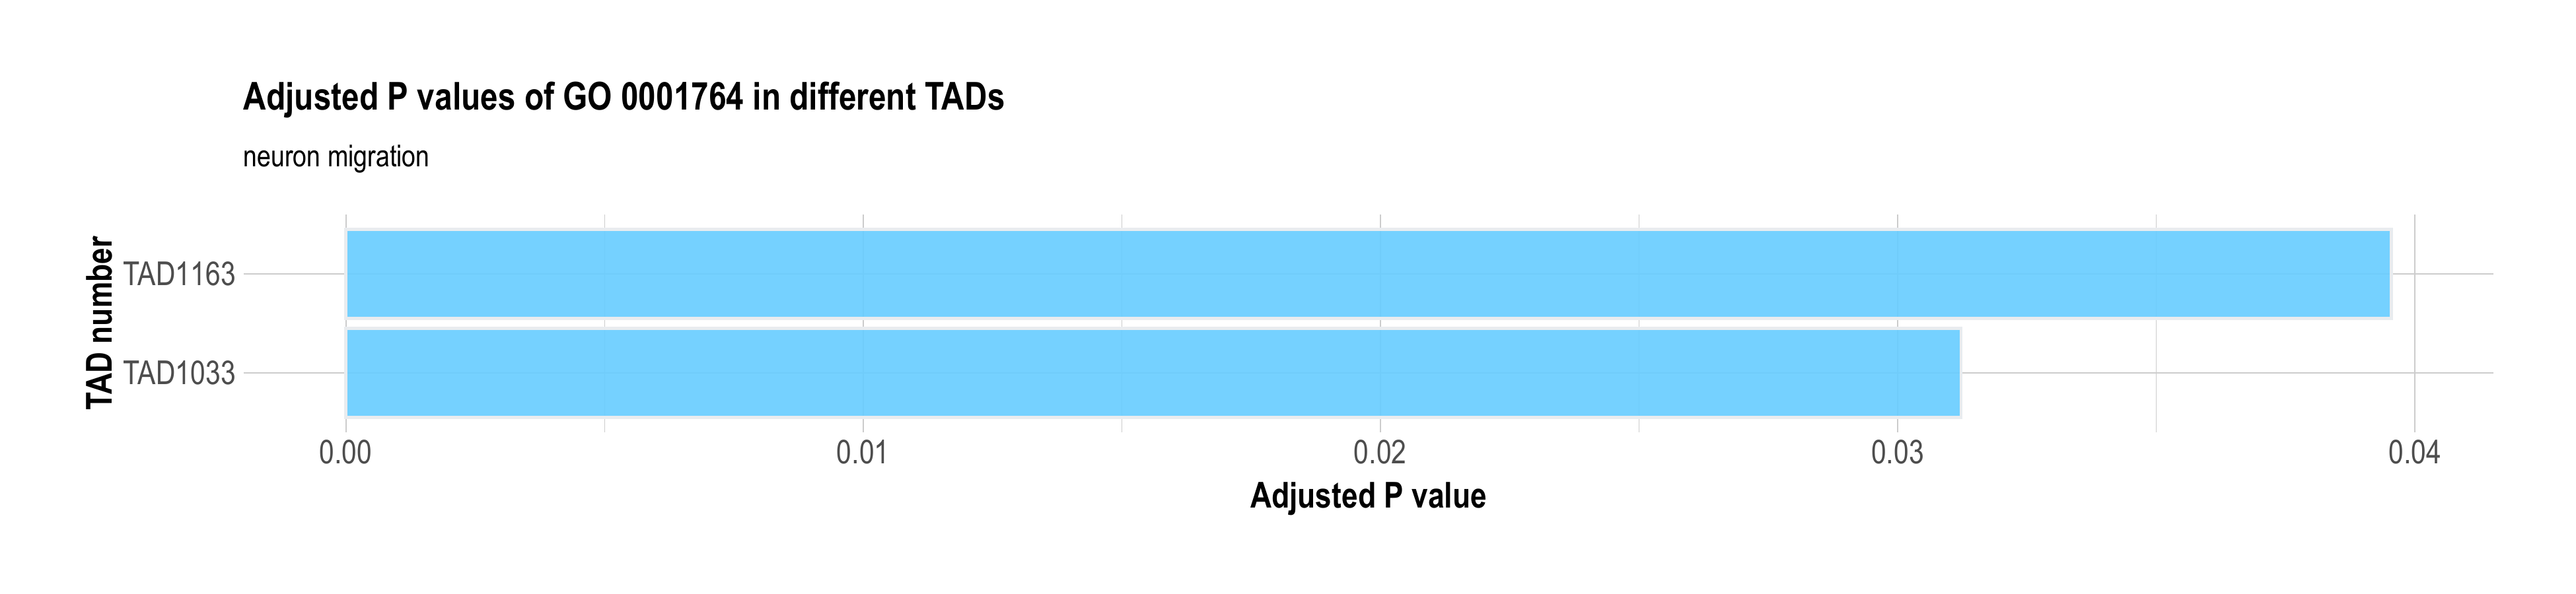 Adjusted P values of GO 0001764 in different TADs
neuron migration
TAD number
TAD1163
TAD1033
0.00 0.01 0.02 0.03 0.04
Adjusted P value